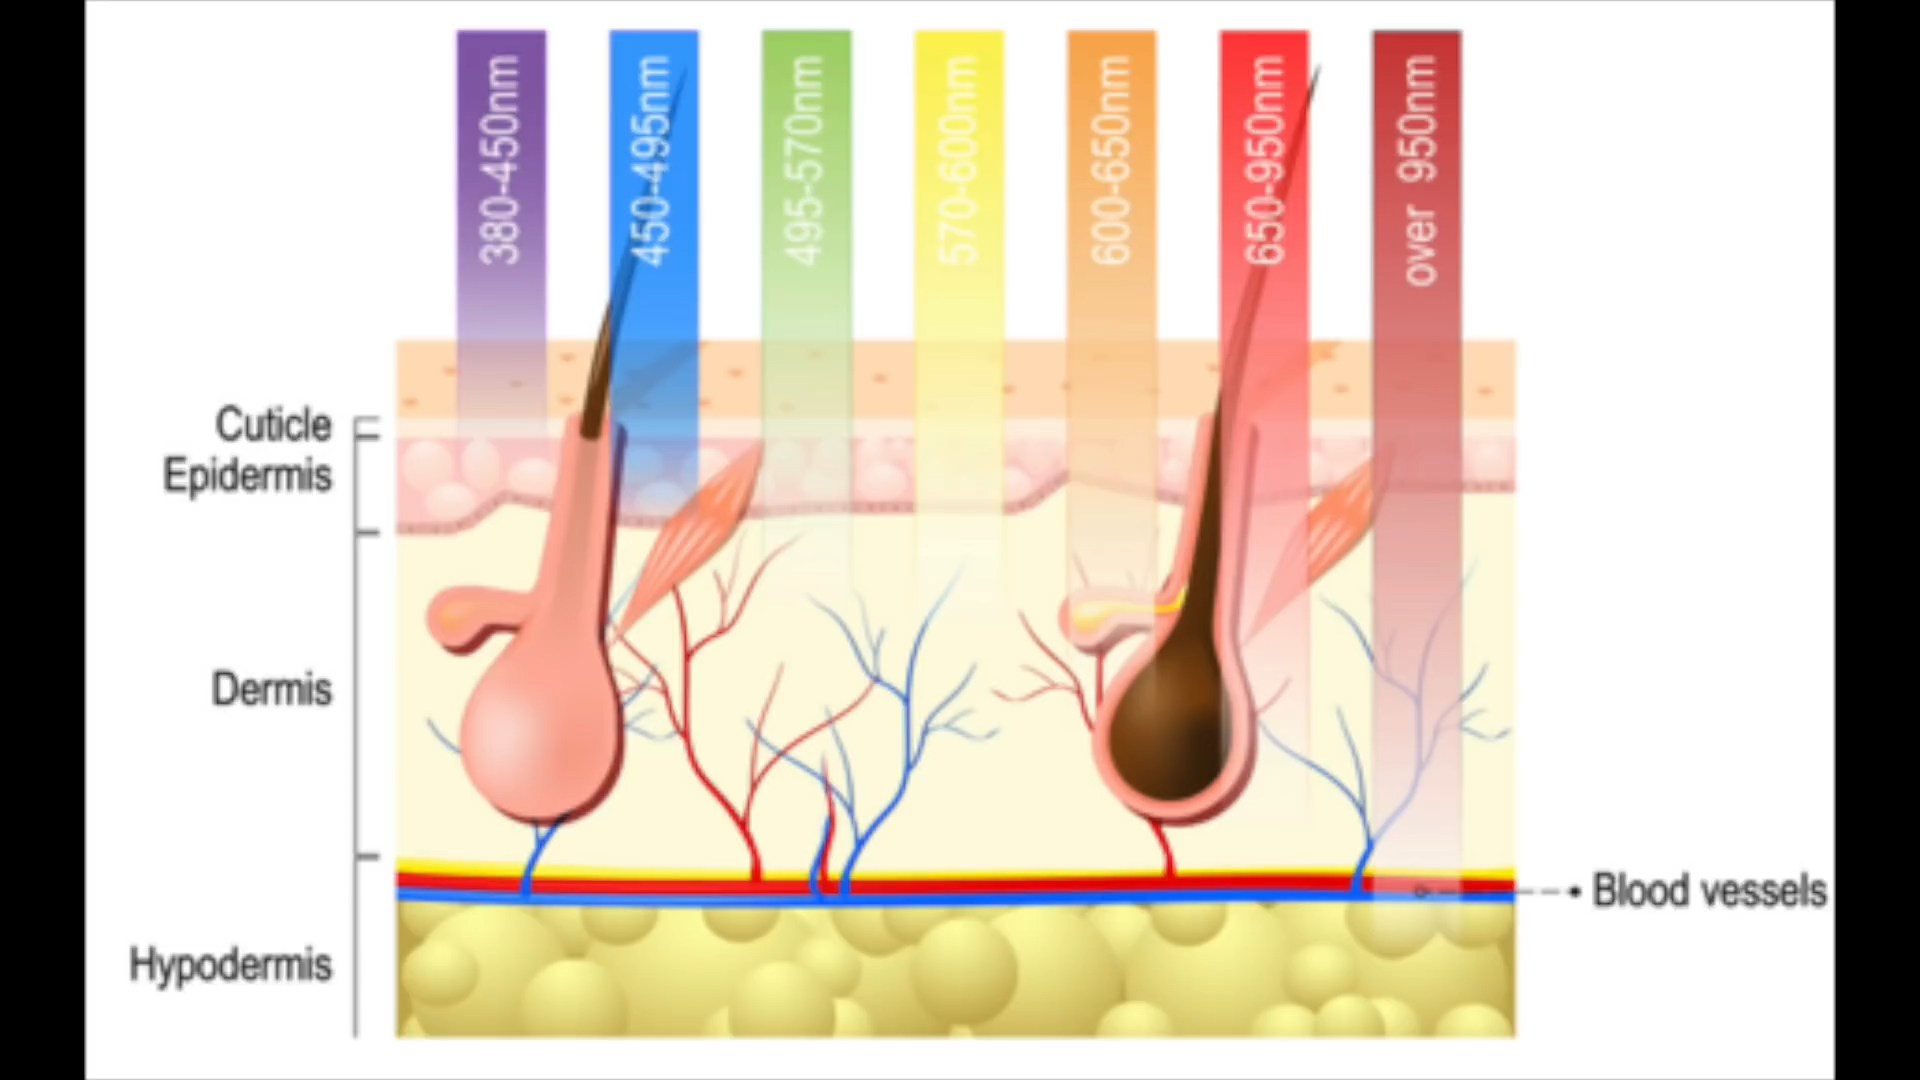 380-450nm
450-495nm
495-570nm
570-600nm
600-650nm
650-950nm
over 950nm
Cuticle
Epidermis
Dermis
Blood vessels
Hypodermis